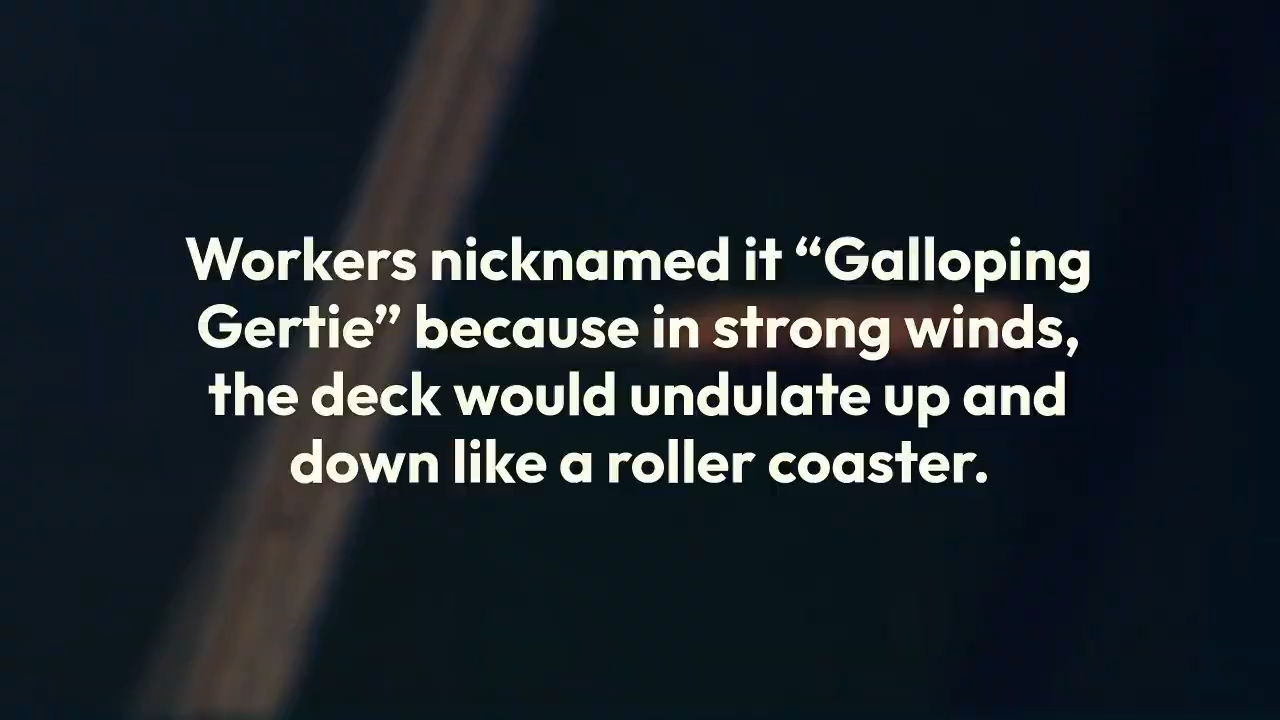 Workers nicknamed it “Galloping
Gertie” because in strong winds,
the deck would undulate up and
down like a roller coaster.